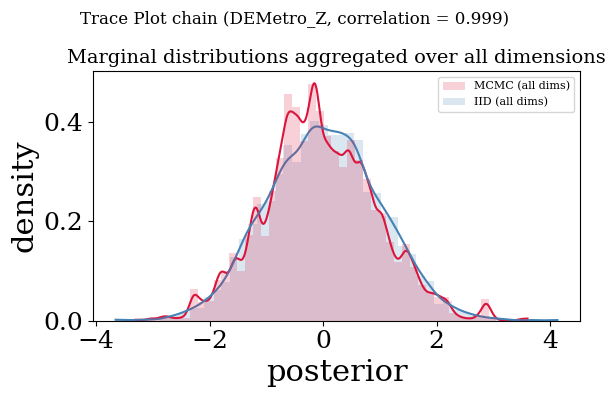 Trace Plot chain (DEMetro_Z, correlation = 0.999)
Marginal distributions aggregated over all dimensions
MCMC (all dims)
IID (all dims)
density
0.4
0.2
0.0
−4 −2 0 2 4
posterior